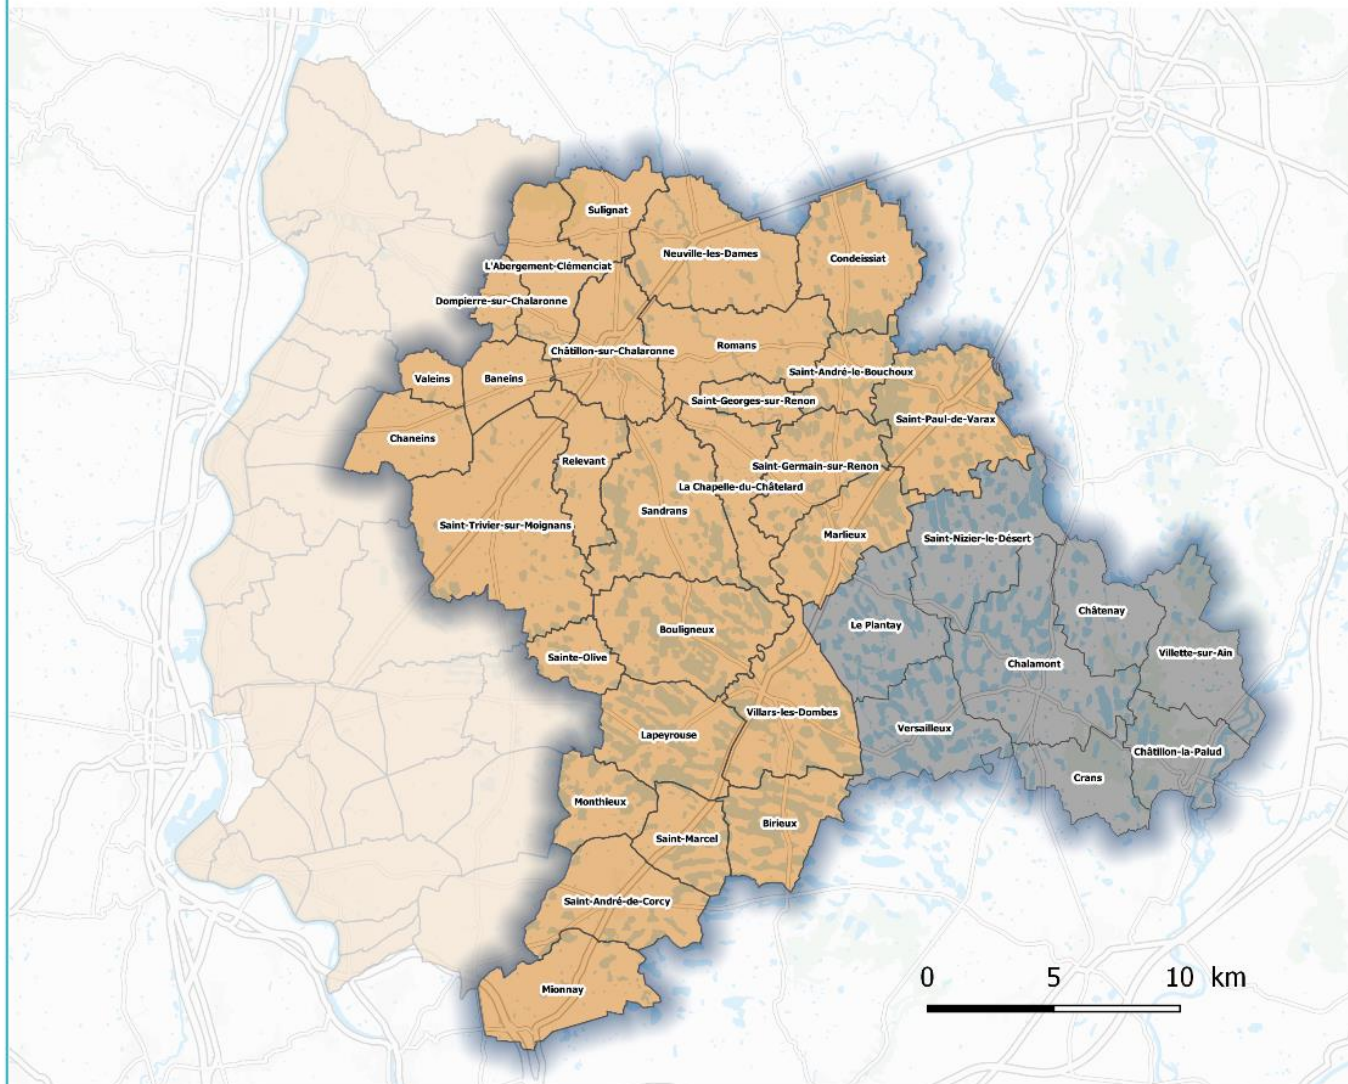 Sulignat
Neuville-les-Dames
Condeissiat
L'Abergement-Clémenciat
Dompierre-sur-Chalaronne
Châtillon-sur-Chalaronne
Romans
Saint-André-le-Bouchoux
Valeins
Baneins
Saint-Georges-sur-Renon
Saint-Paul-de-Varax
Chaneins
Relevant
Saint-Germain-sur-Renon
La Chapelle-du-Châtelard
Sandrans
Saint-Trivier-sur-Moignans
Marlieux
Saint-Nizier-le-Désert
Bouligneux
Le Plantay
Châtenay
Sainte-Olive
Chalamont
Villette-sur-Ain
Villars-les-Dombes
Lapeyrouse
Versailleux
Châtillon-la-Palud
Crans
Monthieux
Saint-Marcel
Birieux
Saint-André-de-Corcy
Mionnay
0 5 10 km